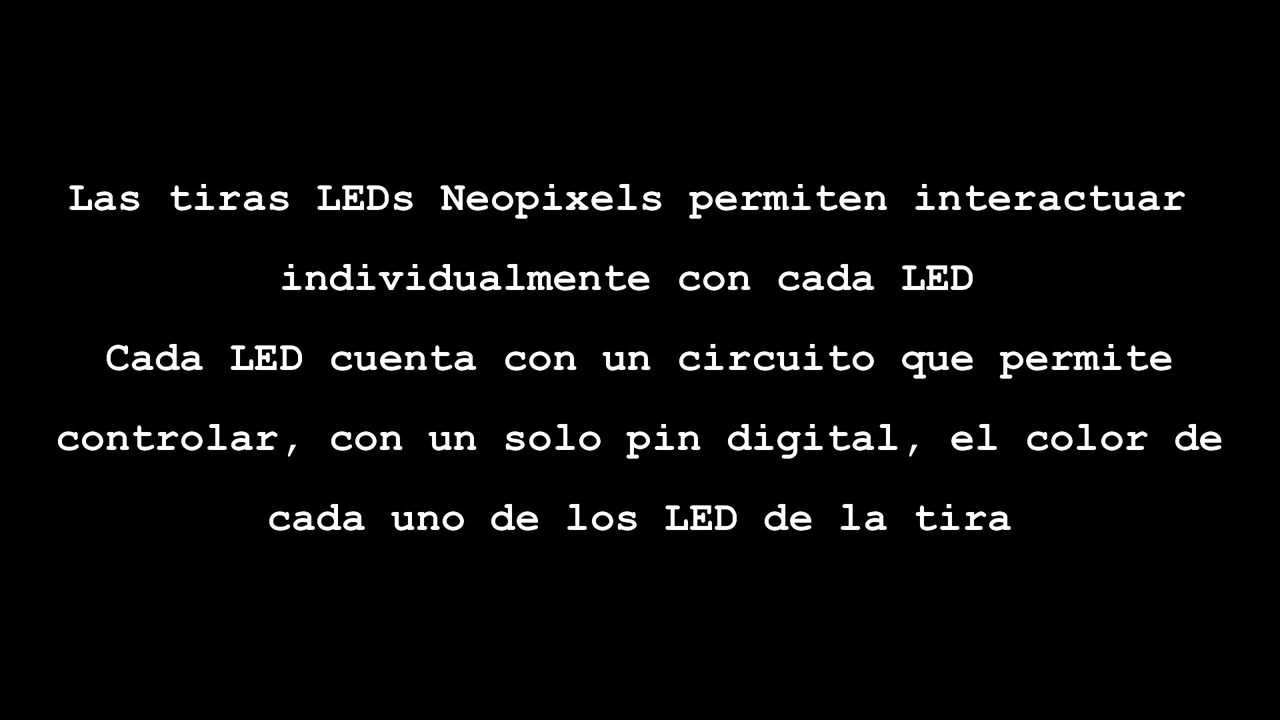 Las tiras LEDs Neopixels permiten interactuar
individualmente con cada LED
Cada LED cuenta con un circuito que permite
controlar, con un solo pin digital, el color de
cada uno de los LED de la tira